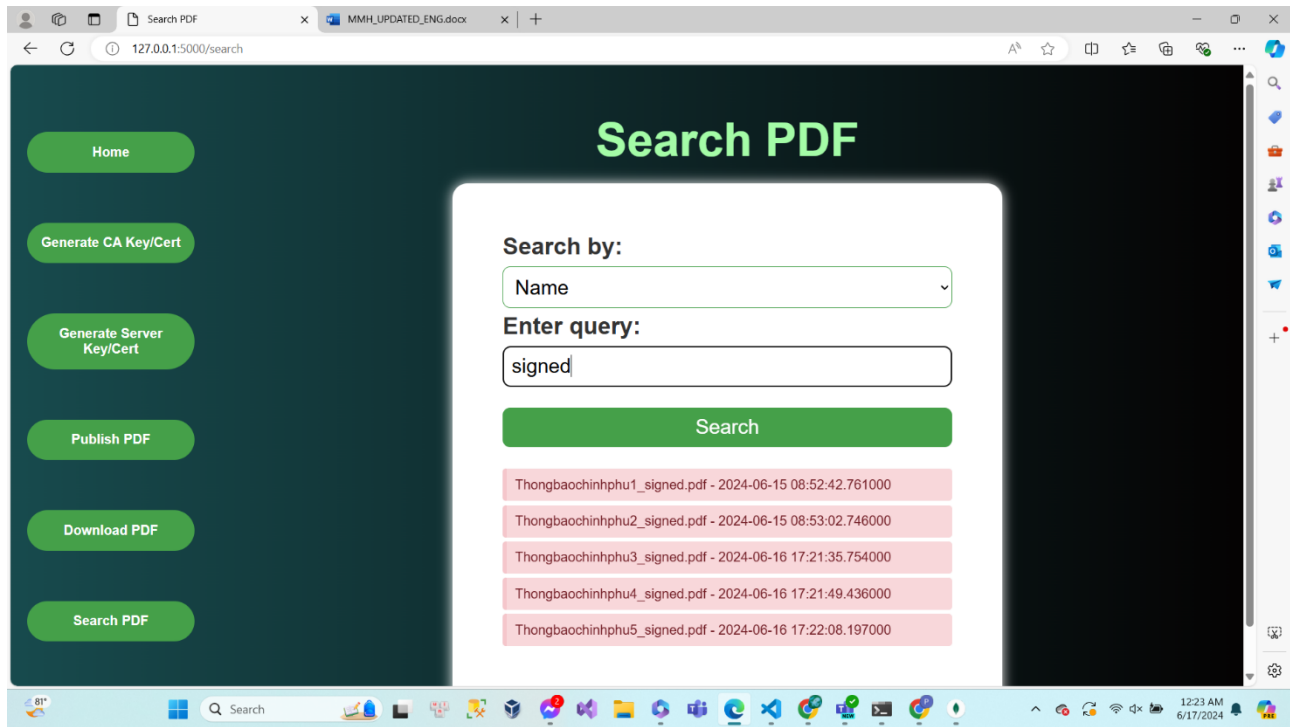 Search PDF
MMH_UPDATED_ENG.docx
127.0.0.1:5000/search
Home
Generate CA Key/Cert
Generate Server
Key/Cert
Publish PDF
Download PDF
Search PDF
Search PDF
Search by:
Name
Enter query:
signed
Search
Thongbaochinhphu1_signed.pdf - 2024-06-15 08:52:42.761000
Thongbaochinhphu2_signed.pdf - 2024-06-15 08:53:02.746000
Thongbaochinhphu3_signed.pdf - 2024-06-16 17:21:35.754000
Thongbaochinhphu4_signed.pdf - 2024-06-16 17:21:49.436000
Thongbaochinhphu5_signed.pdf - 2024-06-16 17:22:08.197000
81°
Search
2
NEW
12:23 AM
6/17/2024
PRE